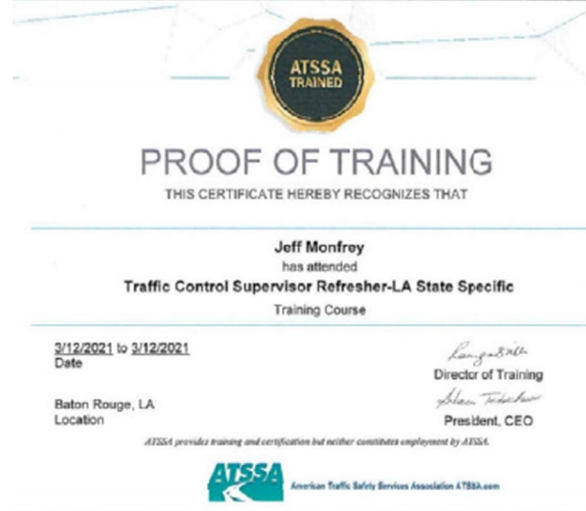 ATSSA
TRAINED
PROOF OF TRAINING
THIS CERTIFICATE HEREBY RECOGNIZES THAT
Jeff Monfrey
has attended
Traffic Control Supervisor Refresher-LA State Specific
Training Course
3/12/2021 to 3/12/2021
Date
Director of Training
Baton Rouge, LA
Location
President, CEO
ATSSA provides training and certification but neither constitutes employment by ATSSA.
ATSSA
American Traffic Safety Services Association ATSSA.com